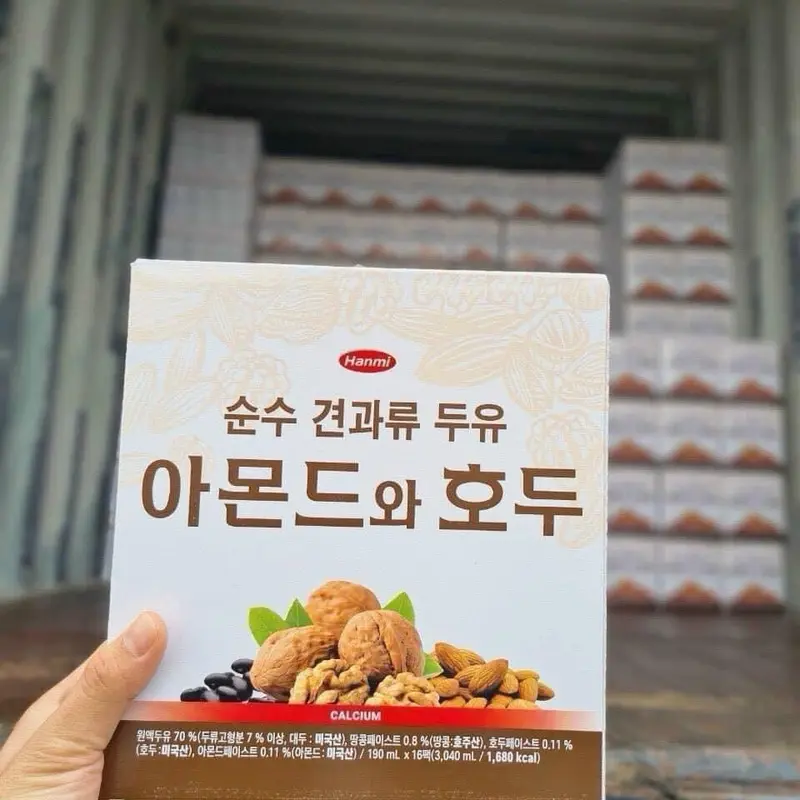 Hanmi
순수 견과류 두유
아몬드와 호두
CALCIUM
원액두유 70 %(두류고형분 7 % 이상, 대두 : 미국산), 땅콩페이스트 0.8 %(땅콩:호주산), 호두페이스트 0.11 %
(호두:미국산), 아몬드페이스트 0.11 %(아몬드: 미국산) / 190 mL x 16팩(3,040 mL / 1,680 kcal)